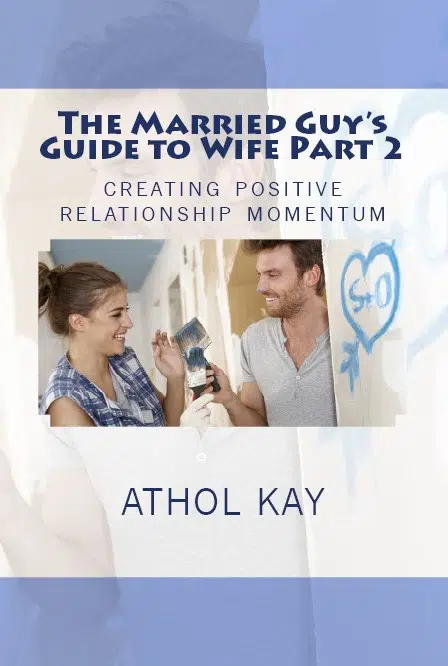 The Married Guy's
Guide to Wife Part 2
CREATING POSITIVE
RELATIONSHIP MOMENTUM
S+O
ATHOL KAY